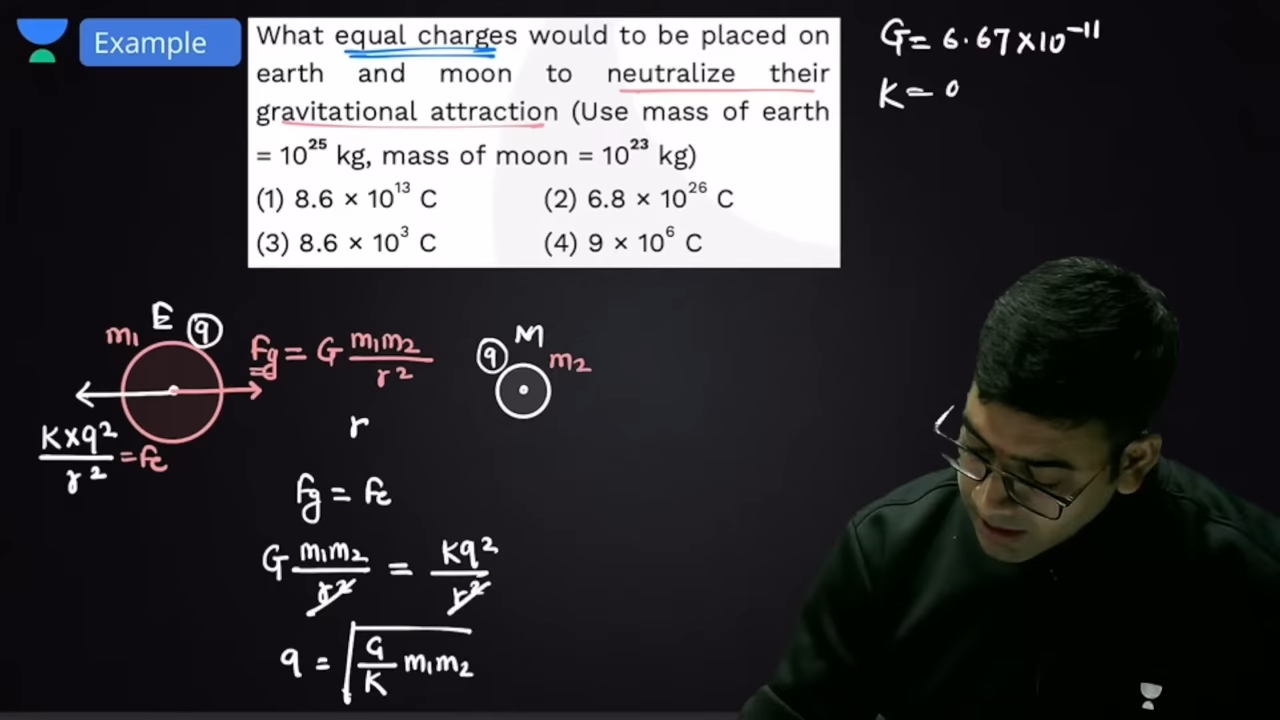 Example
What equal charges would to be placed on
earth and moon to neutralize their
gravitational attraction (Use mass of earth
= 10²⁵ kg, mass of moon = 10²³ kg)
(1) 8.6 × 10¹³ C (2) 6.8 × 10²⁶ C
(3) 8.6 × 10³ C (4) 9 × 10⁶ C
G = 6.67×10⁻¹¹
K = 9
m₁ E q
Fg = G m₁m₂ / r²
q M m₂
r
K×q² / r² = Fe
Fg = Fe
G m₁m₂ / r² = Kq² / r²
q = √(G/K m₁m₂)